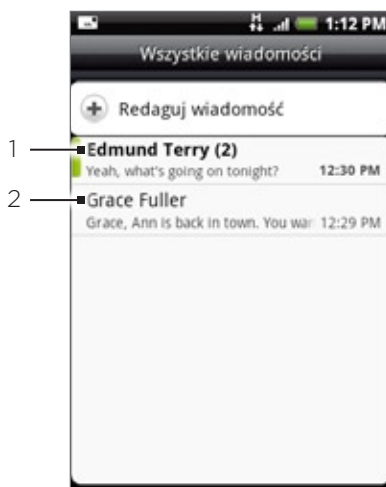 H 1:12 PM
Wszystkie wiadomości
Redaguj wiadomość
1 Edmund Terry (2)
Yeah, what's going on tonight? 12:30 PM
2 Grace Fuller
Grace, Ann is back in town. You wan 12:29 PM